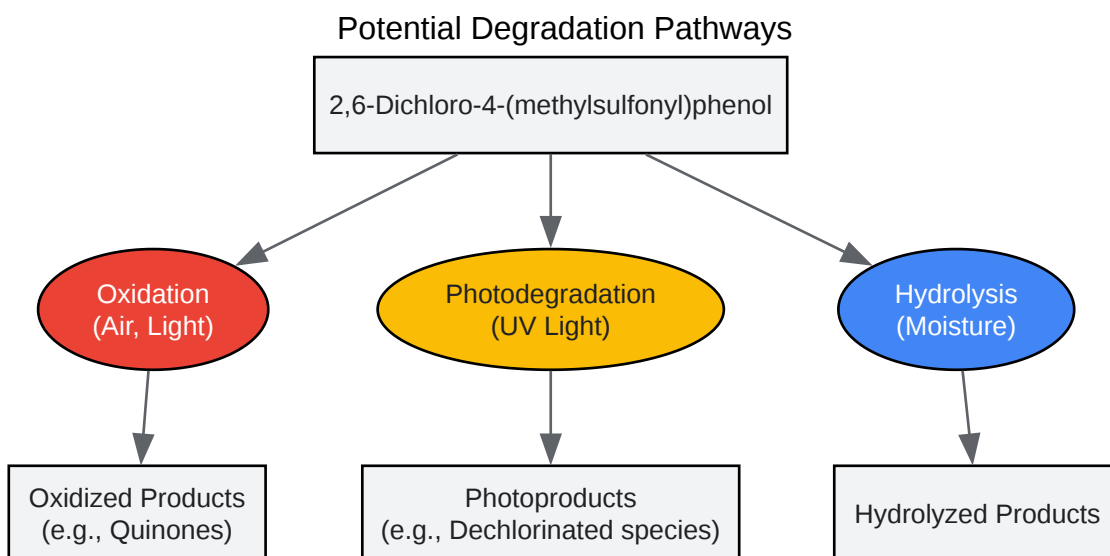 Potential Degradation Pathways
2,6-Dichloro-4-(methylsulfonyl)phenol
Oxidation
(Air, Light)
Photodegradation
(UV Light)
Hydrolysis
(Moisture)
Oxidized Products
(e.g., Quinones)
Photoproducts
(e.g., Dechlorinated species)
Hydrolyzed Products